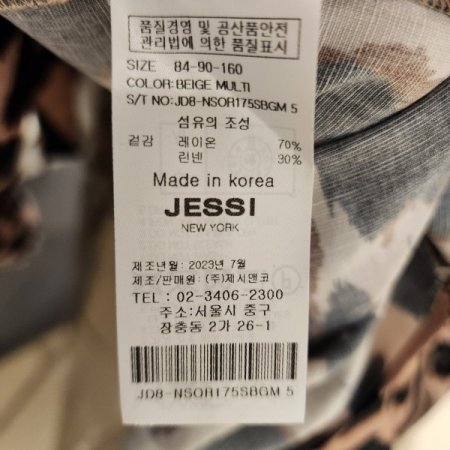 품질경영 및 공산품안전
관리법에 의한 품질표시
SIZE 84-90-160
COLOR:BEIGE MULTI
S/T NO:JD8-NSOR175SBGM 5
섬유의 조성
겉감 레이온 70%
린넨 30%
Made in korea
JESSI
NEW YORK
제조년월: 2023년 7월
제조/판매원: (주)제시앤코
TEL : 02-3406-2300
주소:서울시 중구
장충동 2가 26-1
JD8-NSOR175SBGM 5